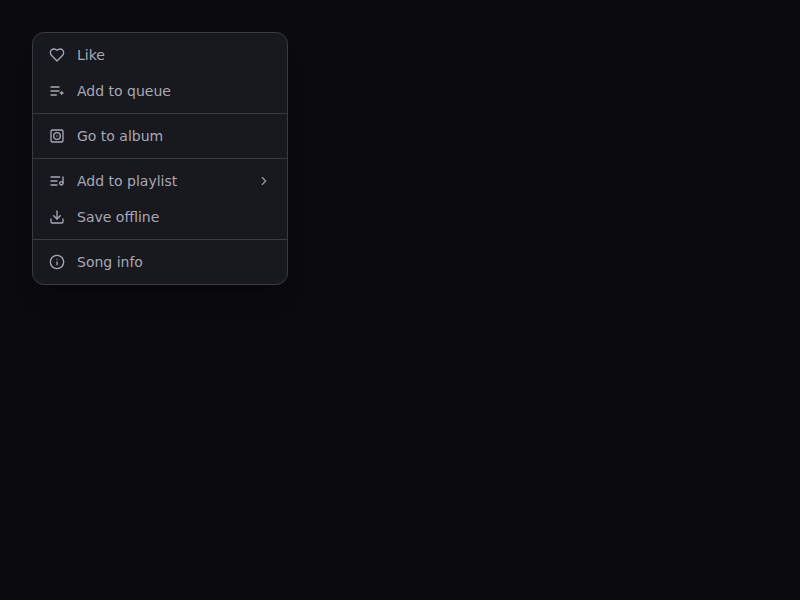 Like
Add to queue
Go to album
Add to playlist
Save offline
Song info